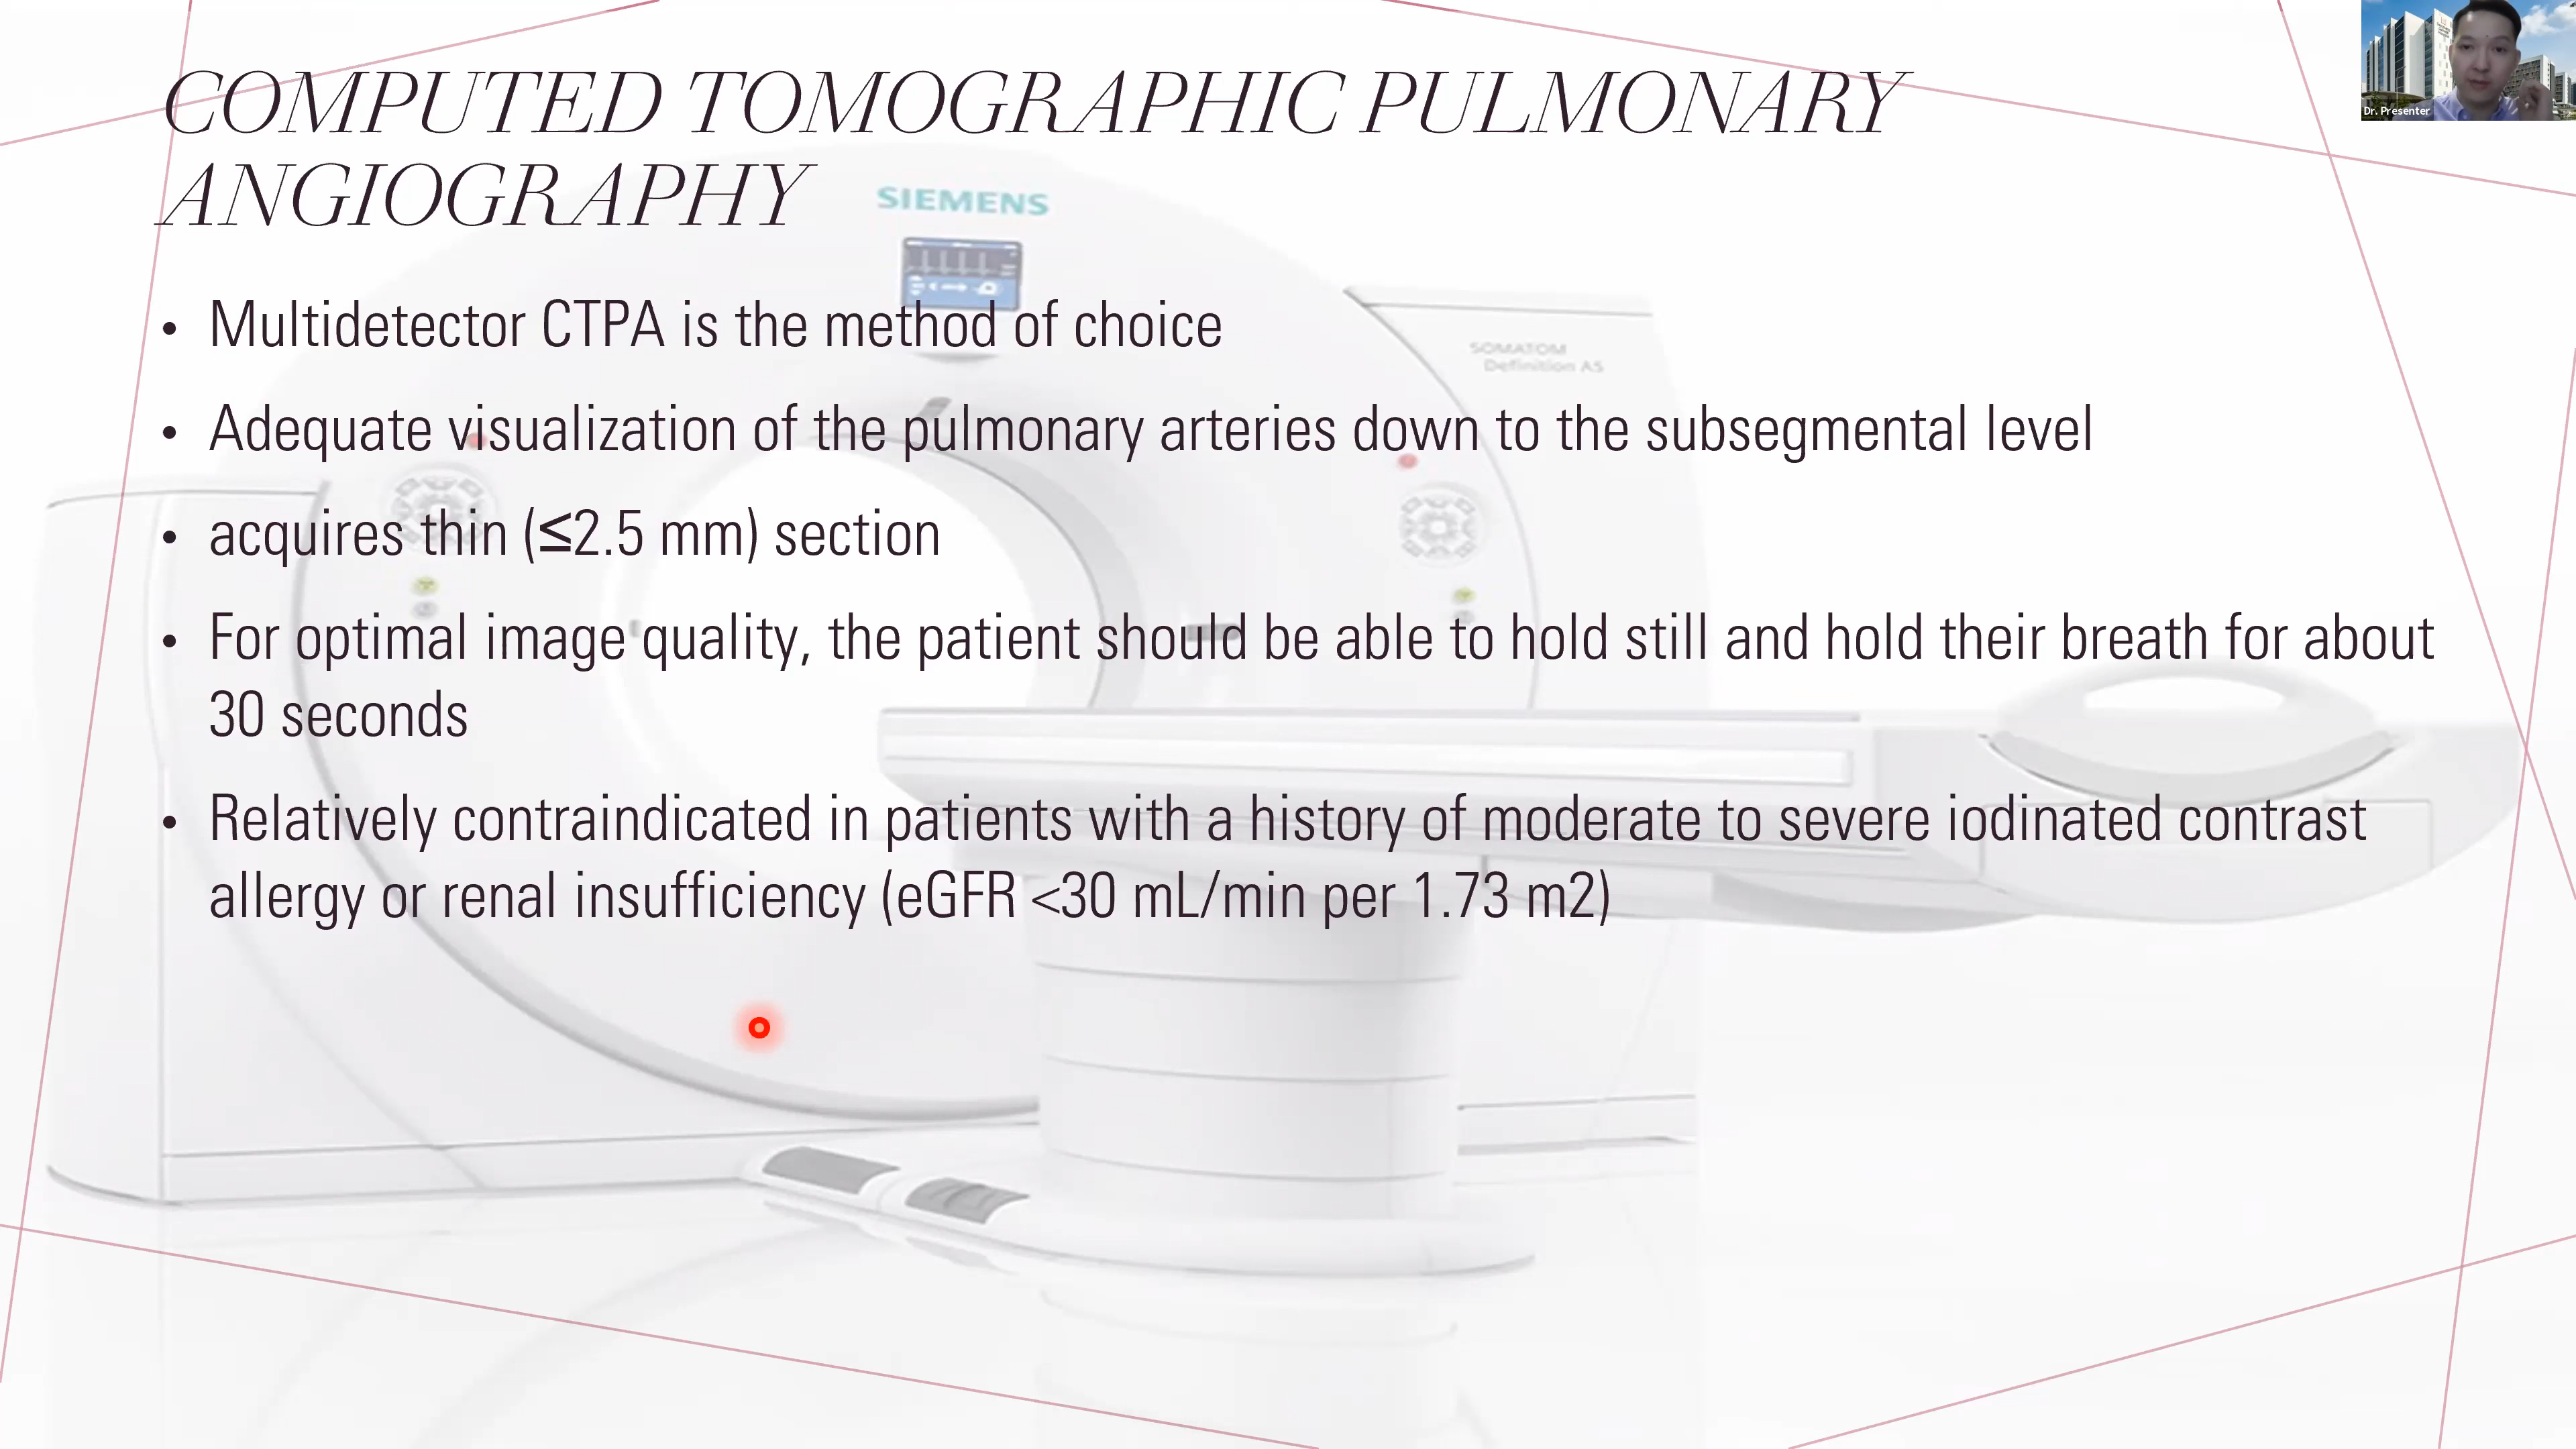 Dr. Presenter
COMPUTED TOMOGRAPHIC PULMONARY
ANGIOGRAPHY
SIEMENS
• Multidetector CTPA is the method of choice
SOMATOM
Definition AS
• Adequate visualization of the pulmonary arteries down to the subsegmental level
• acquires thin (≤2.5 mm) section
• For optimal image quality, the patient should be able to hold still and hold their breath for about
30 seconds
• Relatively contraindicated in patients with a history of moderate to severe iodinated contrast
allergy or renal insufficiency (eGFR <30 mL/min per 1.73 m2)